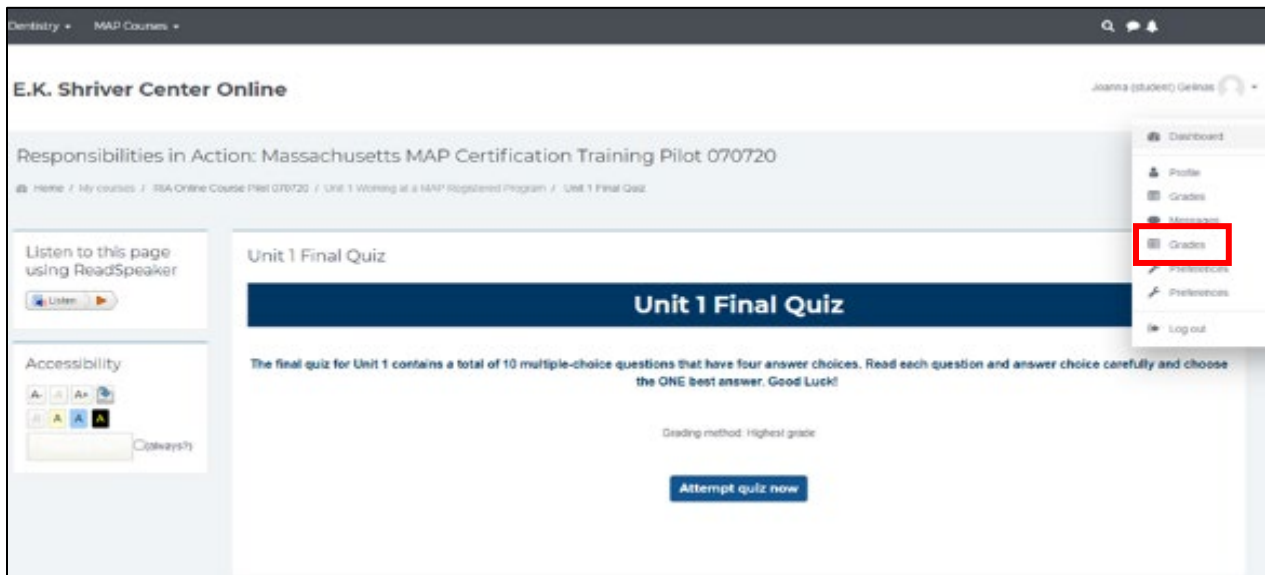 Dentistry MAP Courses
E.K. Shriver Center Online
Joanna (student) Gelinas
Responsibilities in Action: Massachusetts MAP Certification Training Pilot 070720
Home / My courses / RIA Online Course Pilot 070720 / Unit 1 Working at a MAP Registered Program / Unit 1 Final Quiz
Dashboard
Profile
Grades
Messages
Grades
Preferences
Preferences
Log out
Listen to this page
using ReadSpeaker
Listen
Accessibility
A- A A+
A A A A
(always?)
Unit 1 Final Quiz
Unit 1 Final Quiz
The final quiz for Unit 1 contains a total of 10 multiple-choice questions that have four answer choices. Read each question and answer choice carefully and choose
the ONE best answer. Good Luck!
Grading method: Highest grade
Attempt quiz now